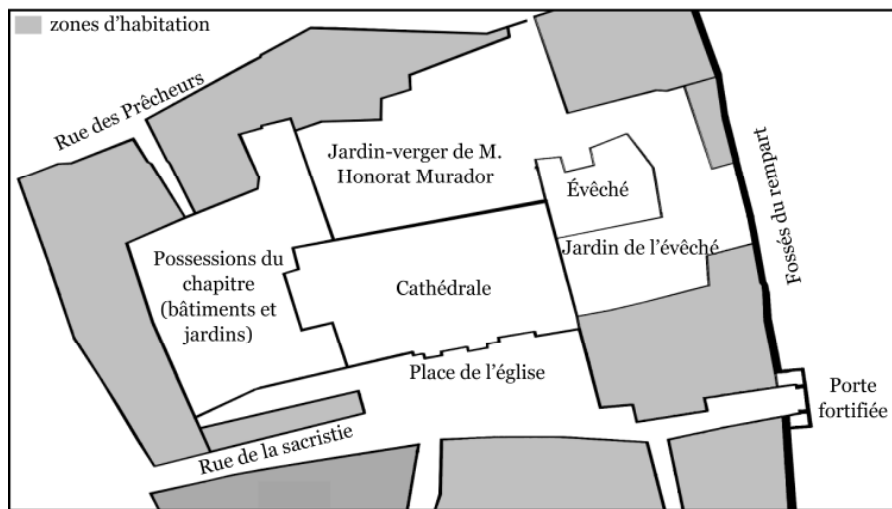 zones d’habitation
Rue des Prêcheurs
Jardin-verger de M.
Honorat Murador
Évêché
Fossés du rempart
Possessions du
chapitre
(bâtiments et
jardins)
Jardin de l’évêché
Cathédrale
Place de l’église
Porte
fortifiée
Rue de la sacristie